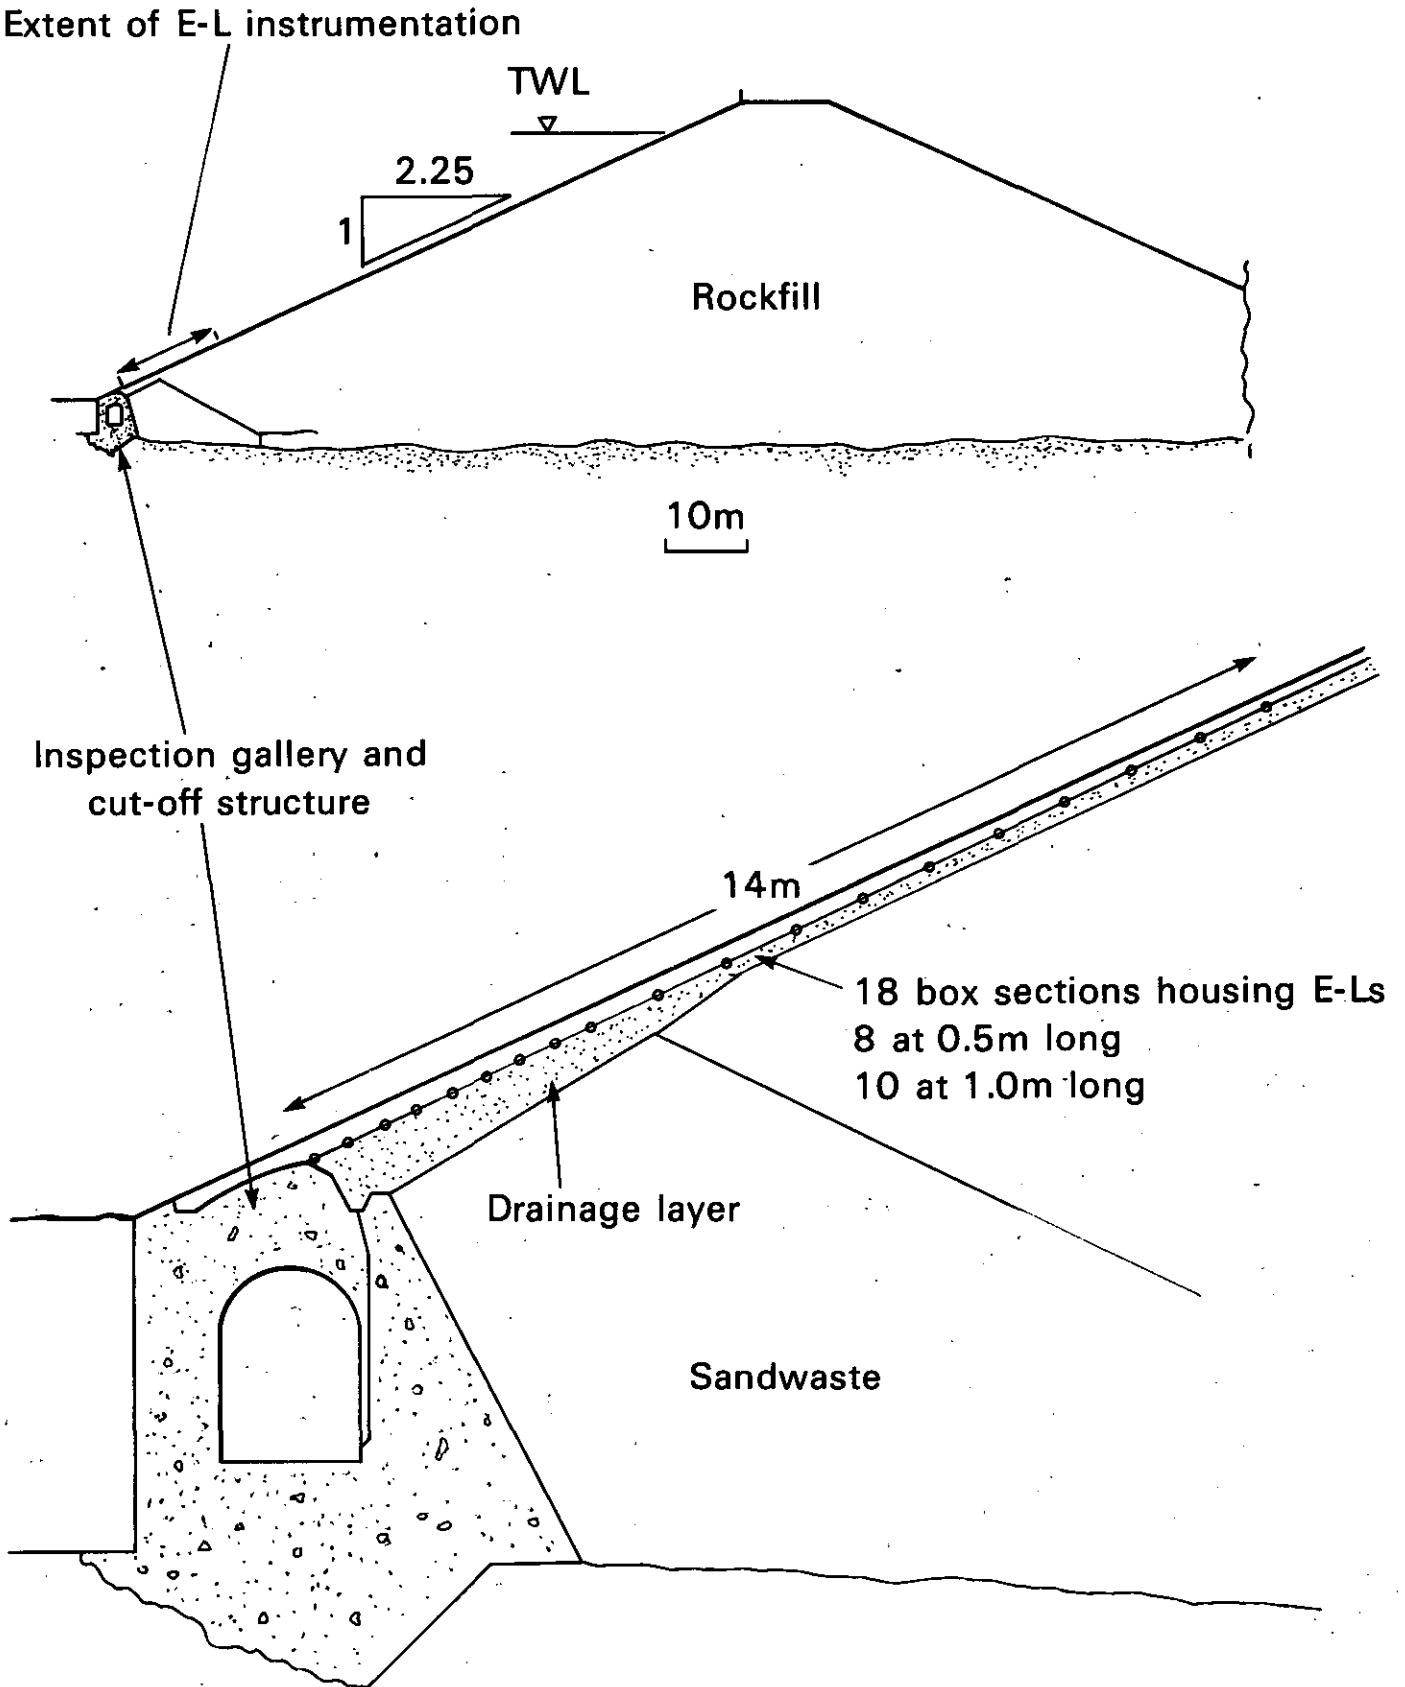 Extent of E-L instrumentation
TWL
2.25
1
Rockfill
10m
Inspection gallery and
cut-off structure
14m
18 box sections housing E-Ls
8 at 0.5m long
10 at 1.0m long
Drainage layer
Sandwaste